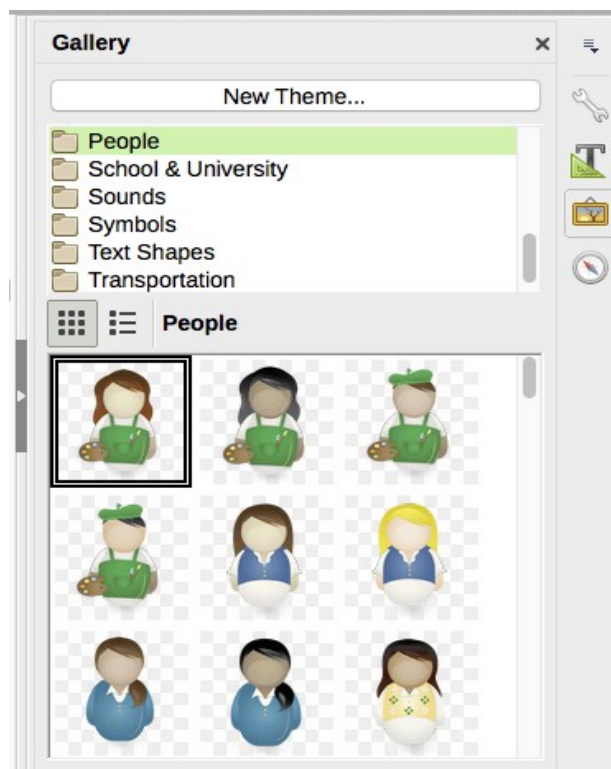 Gallery
New Theme...
People
School & University
Sounds
Symbols
Text Shapes
Transportation
People